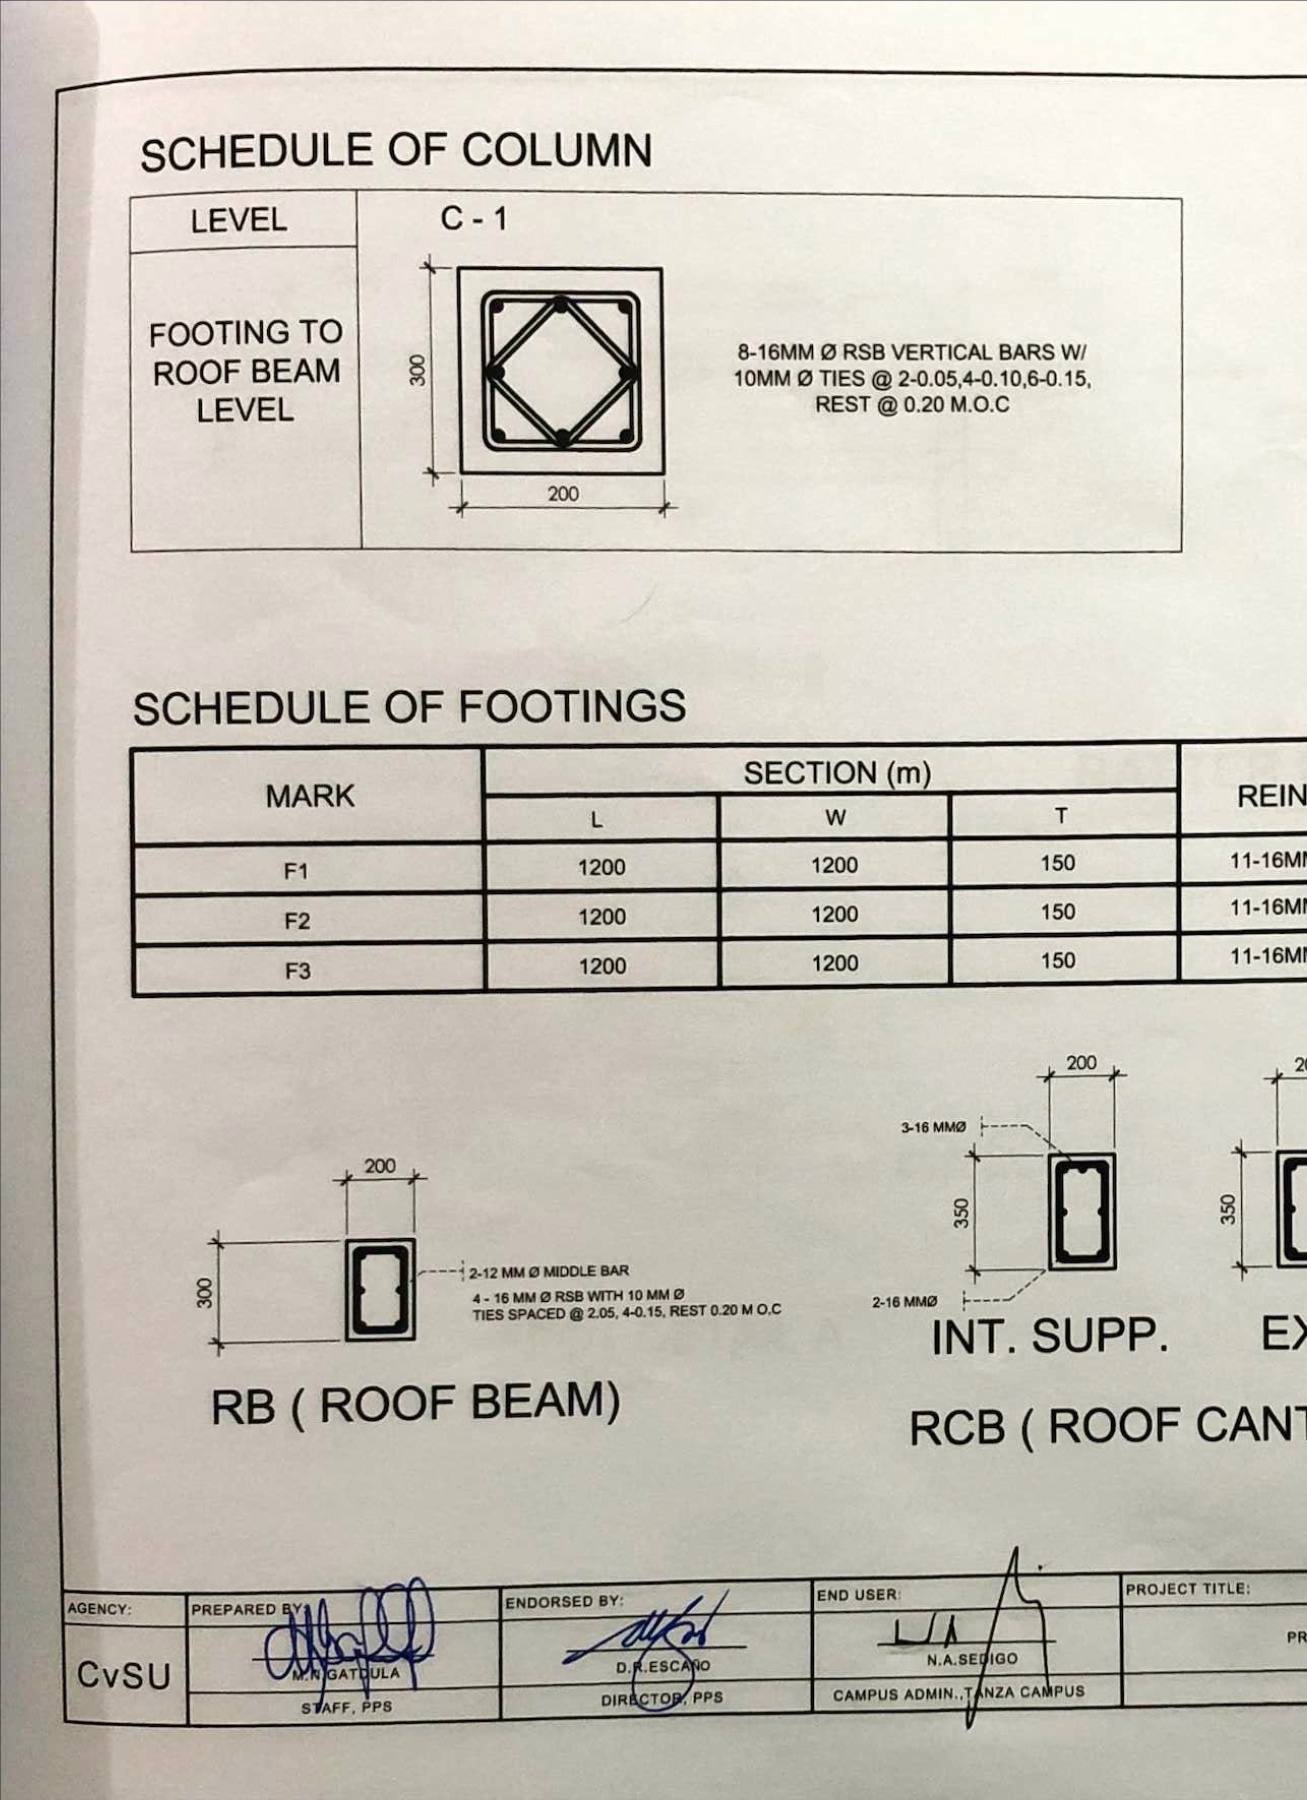 SCHEDULE OF COLUMN
LEVEL
C - 1
FOOTING TO
ROOF BEAM
LEVEL
300
200
8-16MM Ø RSB VERTICAL BARS W/
10MM Ø TIES @ 2-0.05,4-0.10,6-0.15,
REST @ 0.20 M.O.C
SCHEDULE OF FOOTINGS
MARK
SECTION (m)
REIN
L
W
T
F1
1200
1200
150
11-16MM
F2
1200
1200
150
11-16MM
F3
1200
1200
150
11-16MM
200
300
2-12 MM Ø MIDDLE BAR
4 - 16 MM Ø RSB WITH 10 MM Ø
TIES SPACED @ 2.05, 4-0.15, REST 0.20 M O.C
RB ( ROOF BEAM)
200
3-16 MMØ
350
2-16 MMØ
INT. SUPP.
20
350
EX
RCB ( ROOF CANT
AGENCY:
CvSU
PREPARED BY:
M.N.GATDULA
STAFF, PPS
ENDORSED BY:
D.R.ESCAÑO
DIRECTOR, PPS
END USER:
N.A.SEDIGO
CAMPUS ADMIN.,TANZA CAMPUS
PROJECT TITLE:
PR